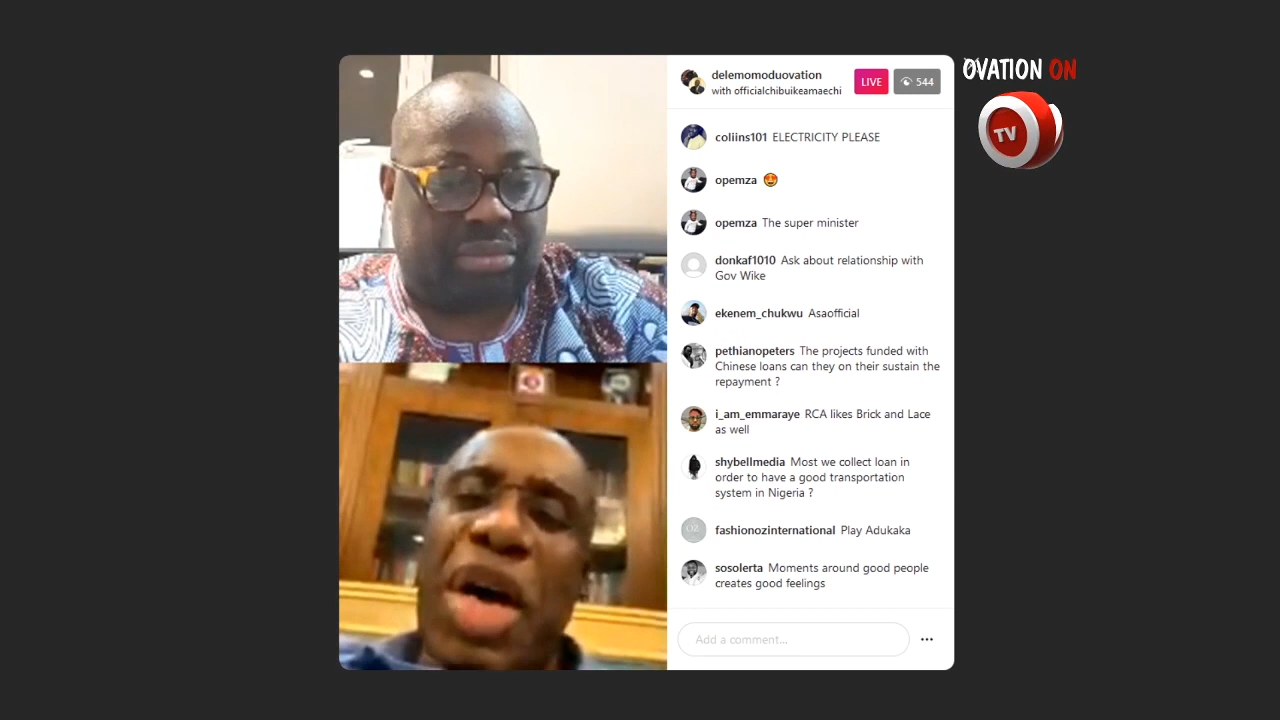 OVATION ON
TV
delemomoduovation
with officialchibuikeamaechi
LIVE
544
coliins101 ELECTRICITY PLEASE
opemza 😍
opemza The super minister
donkaf1010 Ask about relationship with
Gov Wike
ekenem_chukwu Asaofficial
pethianopeters The projects funded with
Chinese loans can they on their sustain the
repayment ?
i_am_emmaraye RCA likes Brick and Lace
as well
shybellmedia Most we collect loan in
order to have a good transportation
system in Nigeria ?
OZ
fashionozinternational Play Adukaka
sosolerta Moments around good people
creates good feelings
Add a comment...